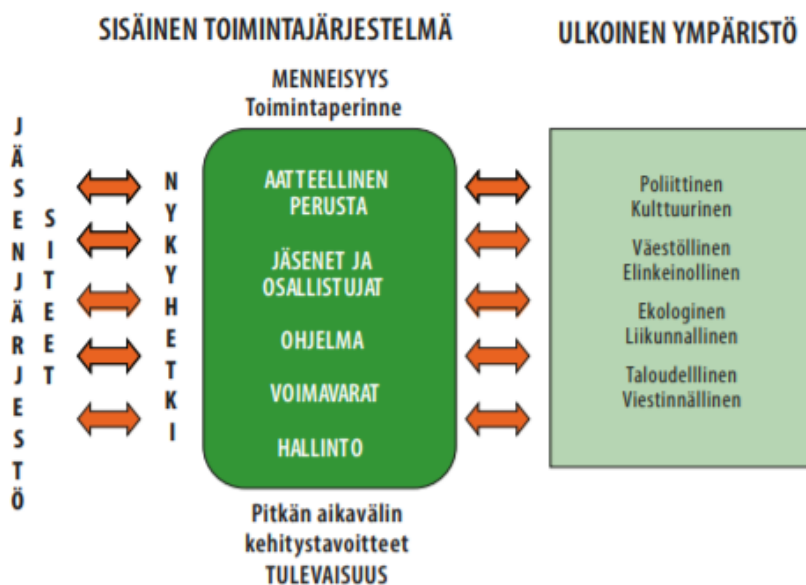 SISÄINEN TOIMINTAJÄRJESTELMÄ
ULKOINEN YMPÄRISTÖ
MENNEISYYS
Toimintaperinne
JÄSENJÄRJESTÖ
SITEET
NYKYHETKI
AATTEELLINEN
PERUSTA
JÄSENET JA
OSALLISTUJAT
OHJELMA
VOIMAVARAT
HALLINTO
Poliittinen
Kulttuurinen
Väestöllinen
Elinkeinollinen
Ekologinen
Liikunnallinen
Taloudelllinen
Viestinnällinen
Pitkän aikavälin
kehitystavoitteet
TULEVAISUUS